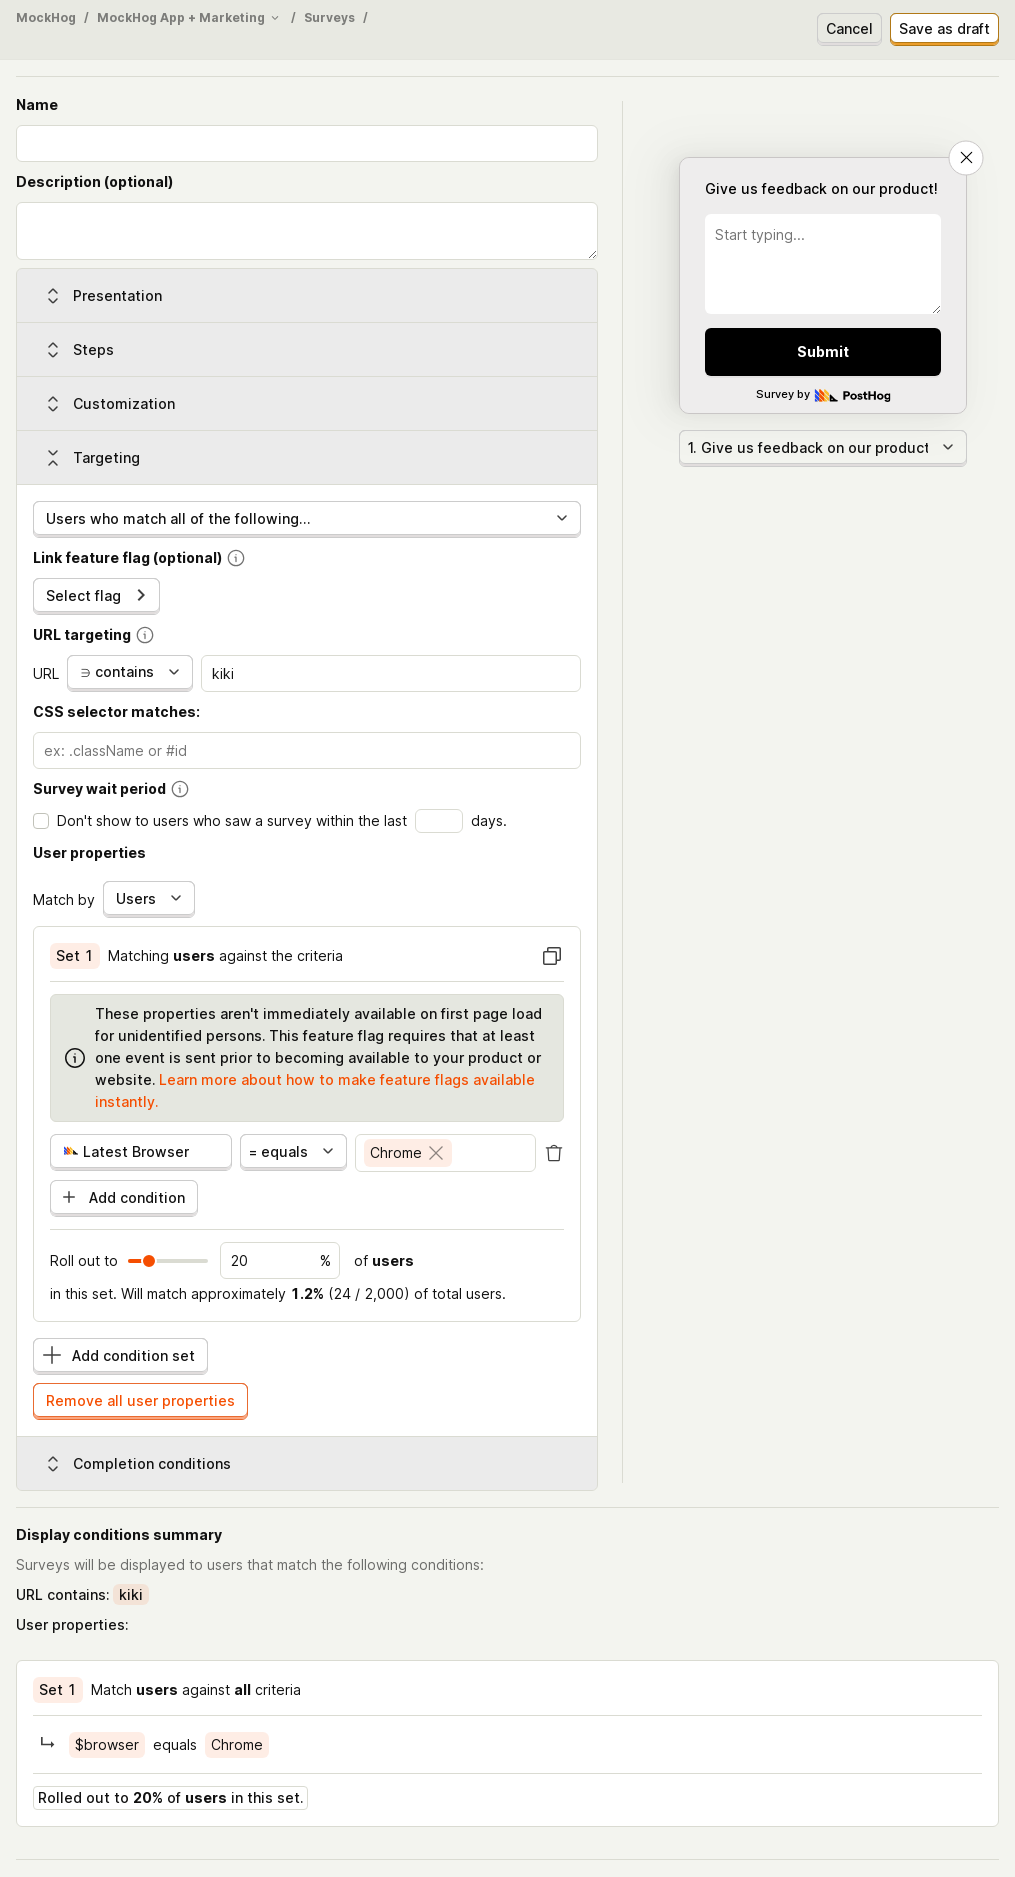 MockHog / MockHog App + Marketing / Surveys /
Cancel
Save as draft
Name
Description (optional)
Presentation
Steps
Customization
Targeting
Users who match all of the following...
Link feature flag (optional)
Select flag
URL targeting
URL
∋ contains
kiki
CSS selector matches:
ex: .className or #id
Survey wait period
Don't show to users who saw a survey within the last days.
User properties
Match by
Users
Set 1 Matching users against the criteria
These properties aren't immediately available on first page load
for unidentified persons. This feature flag requires that at least
one event is sent prior to becoming available to your product or
website. Learn more about how to make feature flags available
instantly.
Latest Browser
= equals
Chrome
Add condition
Roll out to
20 %
of users
in this set. Will match approximately 1.2% (24 / 2,000) of total users.
Add condition set
Remove all user properties
Completion conditions
Give us feedback on our product!
Start typing...
Submit
Survey by PostHog
1. Give us feedback on our product
Display conditions summary
Surveys will be displayed to users that match the following conditions:
URL contains: kiki
User properties:
Set 1 Match users against all criteria
$browser equals Chrome
Rolled out to 20% of users in this set.